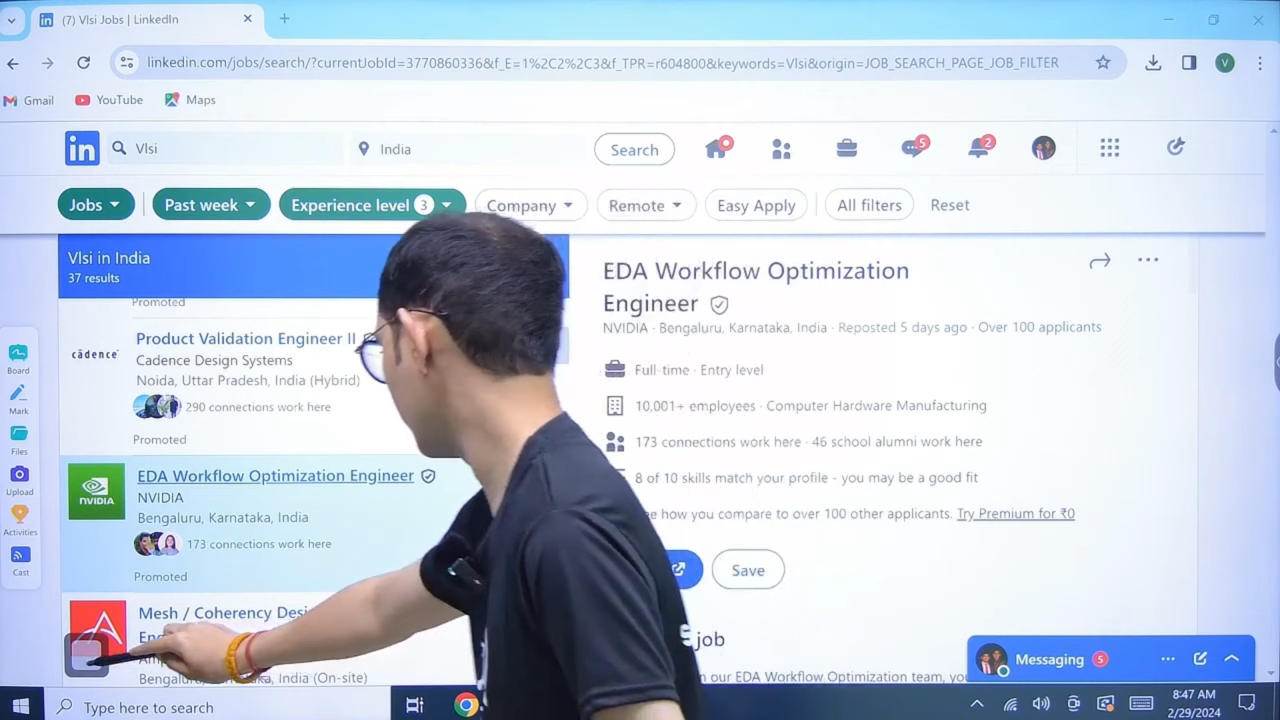 (7) Vlsi Jobs | LinkedIn
linkedin.com/jobs/search/?currentJobId=3770860336&f_E=1%2C2%2C3&f_TPR=r604800&keywords=Vlsi&origin=JOB_SEARCH_PAGE_JOB_FILTER
V
Gmail
YouTube
Maps
in
Vlsi
India
Search
5
2
Jobs
Past week
Experience level 3
Company
Remote
Easy Apply
All filters
Reset
Vlsi in India
37 results
Promoted
cādence
Product Validation Engineer II
Cadence Design Systems
Noida, Uttar Pradesh, India (Hybrid)
290 connections work here
Promoted
NVIDIA
EDA Workflow Optimization Engineer
NVIDIA
Bengaluru, Karnataka, India
173 connections work here
Promoted
Mesh / Coherency
India (On-site)
EDA Workflow Optimization
Engineer
NVIDIA · Bengaluru, Karnataka, India · Reposted 5 days ago · Over 100 applicants
Full-time · Entry level
10,001+ employees · Computer Hardware Manufacturing
173 connections work here · 46 school alumni work here
8 of 10 skills match your profile - you may be a good fit
how you compare to over 100 other applicants. Try Premium for ₹0
Save
job
our EDA Workflow Optimization team,
Messaging 5
Board
Mark
Files
Upload
Activities
Cast
Type here to search
8:47 AM
2/29/2024